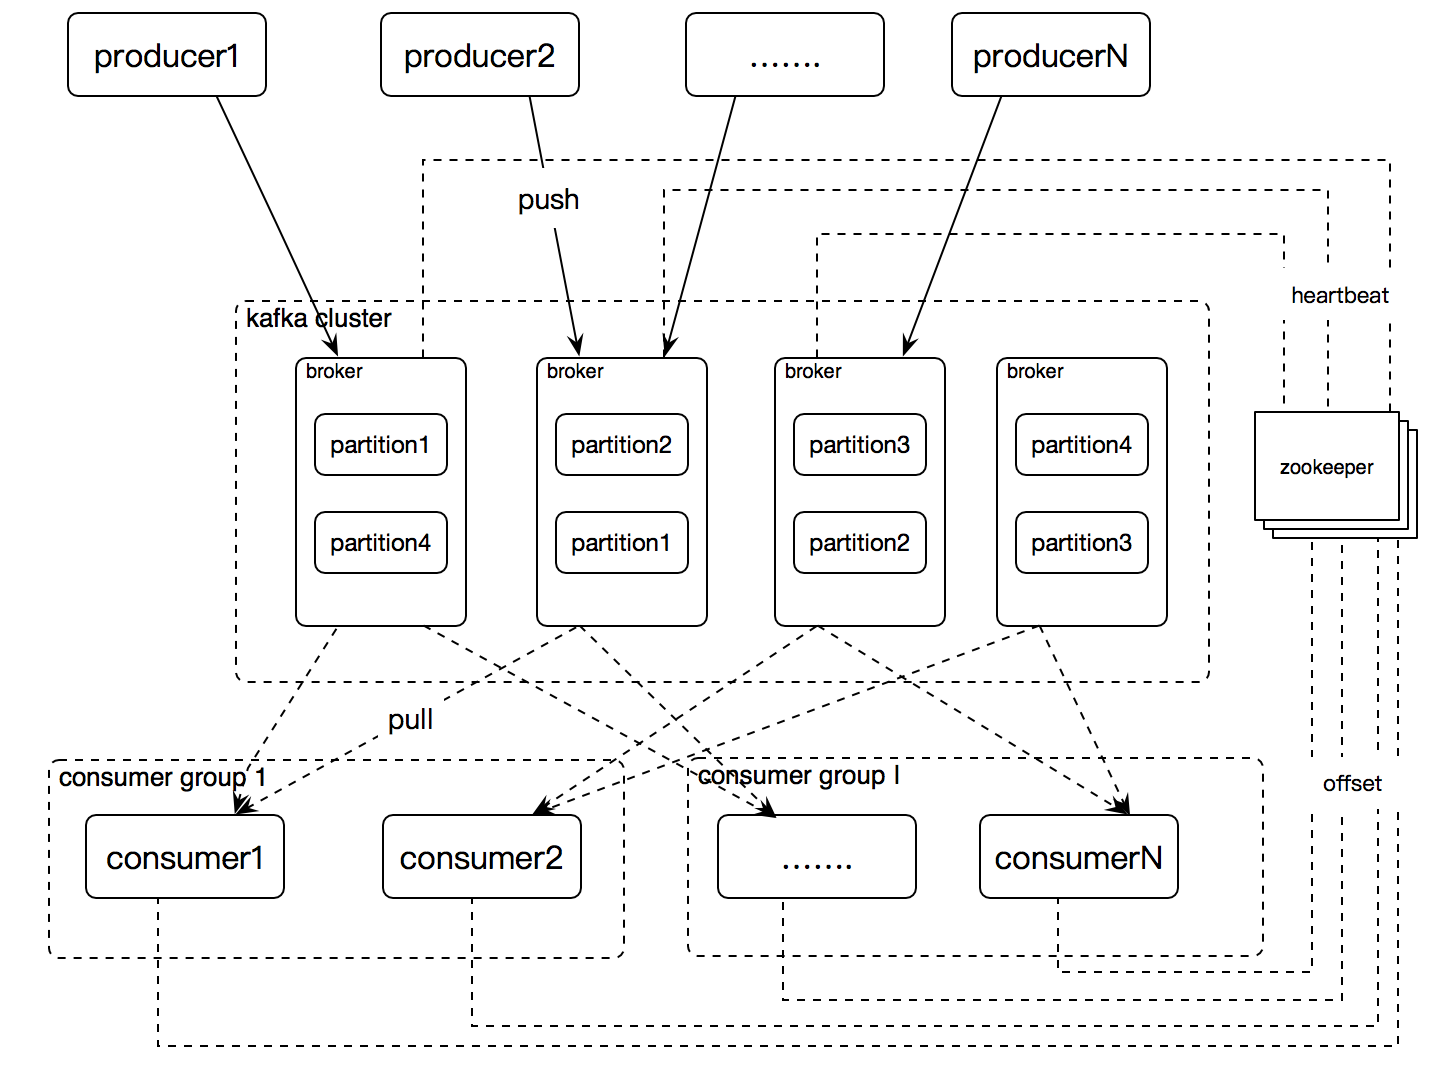 producer1
producer2
.......
producerN
push
heartbeat
kafka cluster
broker
broker
broker
broker
partition1
partition2
partition3
partition4
zookeeper
partition4
partition1
partition2
partition3
pull
consumer group 1
consumer group I
offset
consumer1
consumer2
.......
consumerN